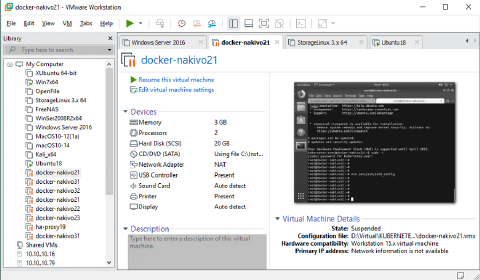 docker-nakivo21 - VMware Workstation
File Edit View VM Tabs Help
Library
Type here to search
My Computer
XUbuntu 64-bit
Win7x64
OpenFile
StorageLinux 3.x 64
FreeNAS
WinSer2008R2x64
Windows Server 2016
MacOS10-12(1a)
macOS10-14
Kali_x64
Ubuntu18
docker-nakivo21
docker-nakivo31
docker-nakivo32
docker-nakivo21
docker-nakivo22
docker-nakivo23
ha-proxy19
docker-nakivo31
Shared VMs
10.10.10.16
10.10.10.79
Windows Server 2016
docker-nakivo21
StorageLinux 3.x 64
Ubuntu18
docker-nakivo21
Resume this virtual machine
Edit virtual machine settings
Devices
Memory 3 GB
Processors 2
Hard Disk (SCSI) 20 GB
CD/DVD (SATA) Using file C:\Inst...
Network Adapter NAT
USB Controller Present
Sound Card Auto detect
Printer Present
Display Auto detect
Description
Type here to enter a description of this virtual machine.
Virtual Machine Details
State: Suspended
Configuration file: D:\Virtual\KUBERNETE...\docker-nakivo21.vmx
Hardware compatibility: Workstation 15.x virtual machine
Primary IP address: Network information is not available